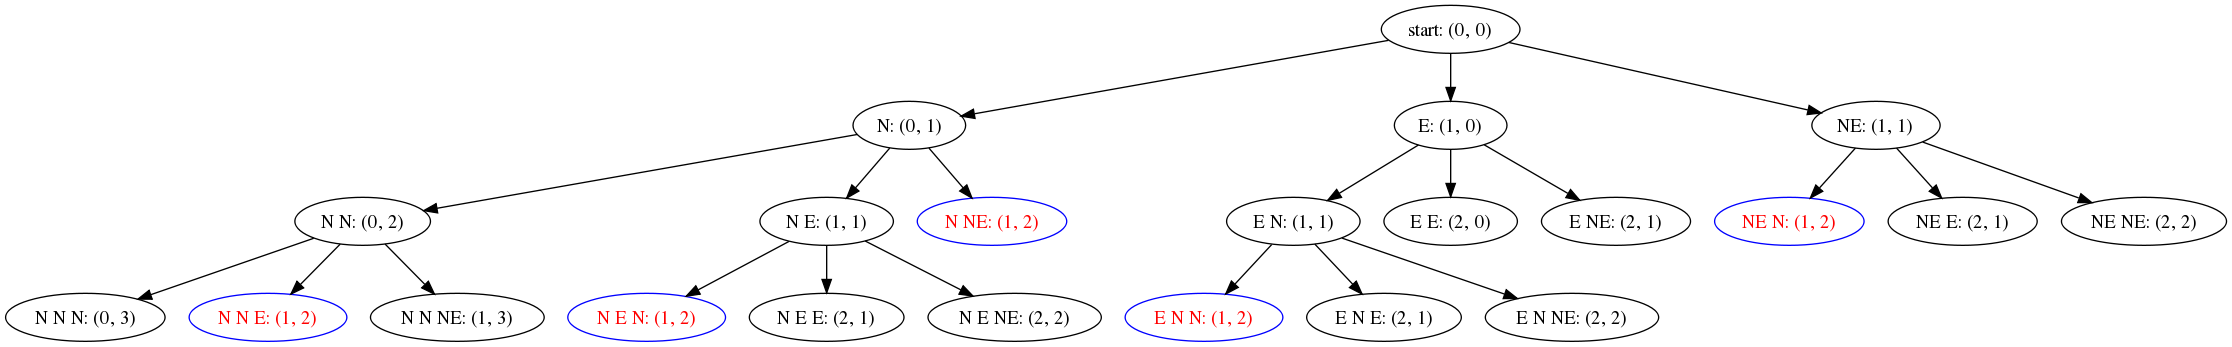 start: (0, 0)
N: (0, 1)
E: (1, 0)
NE: (1, 1)
N N: (0, 2)
N E: (1, 1)
N NE: (1, 2)
E N: (1, 1)
E E: (2, 0)
E NE: (2, 1)
NE N: (1, 2)
NE E: (2, 1)
NE NE: (2, 2)
N N N: (0, 3)
N N E: (1, 2)
N N NE: (1, 3)
N E N: (1, 2)
N E E: (2, 1)
N E NE: (2, 2)
E N N: (1, 2)
E N E: (2, 1)
E N NE: (2, 2)